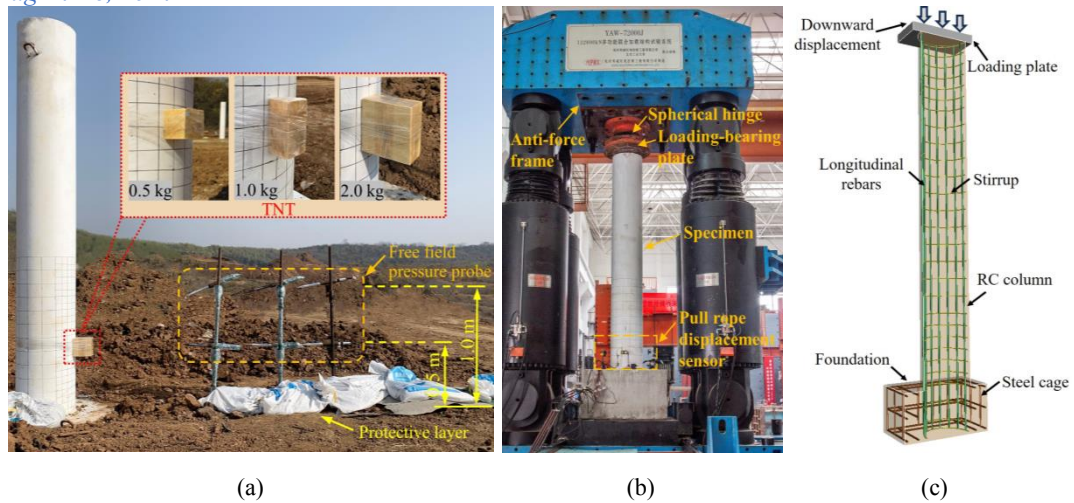 0.5 kg
1.0 kg
2.0 kg
TNT
Free field
pressure probe
1.0 m
0.5 m
Protective layer
(a)
YAW-72000J
Anti-force
frame
Spherical hinge
Loading-bearing
plate
Specimen
Pull rope
displacement
sensor
(b)
Downward
displacement
Loading plate
Longitudinal
rebars
Stirrup
RC column
Foundation
Steel cage
(c)